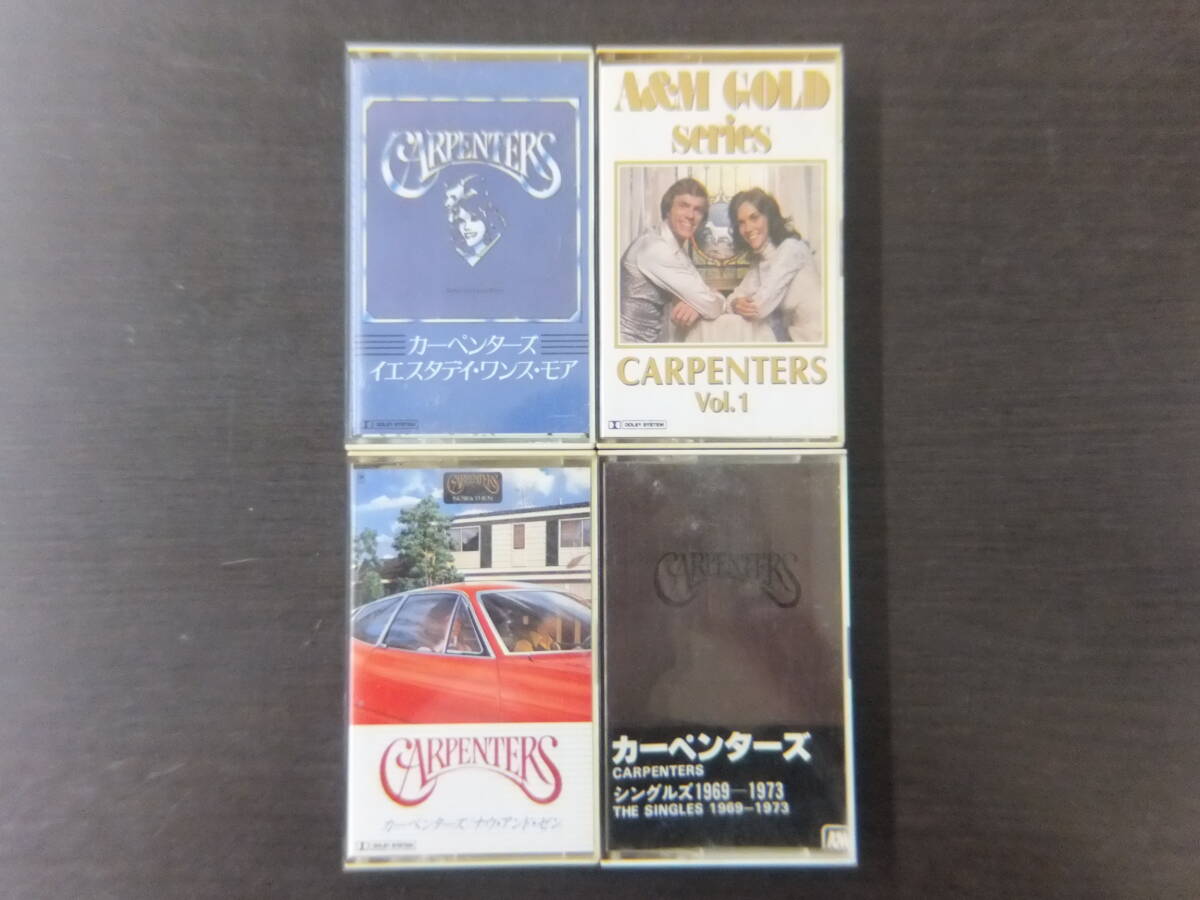 CARPENTERS
カーペンターズ
イエスタデイ・ワンス・モア
DOLBY SYSTEM
A&M GOLD
series
CARPENTERS
Vol.1
DOLBY SYSTEM
CARPENTERS
NOW & THEN
CARPENTERS
カーペンターズ/ナウ・アンド・ゼン
DOLBY SYSTEM
CARPENTERS
カーペンターズ
CARPENTERS
シングルズ1969—1973
THE SINGLES 1969—1973
A&M